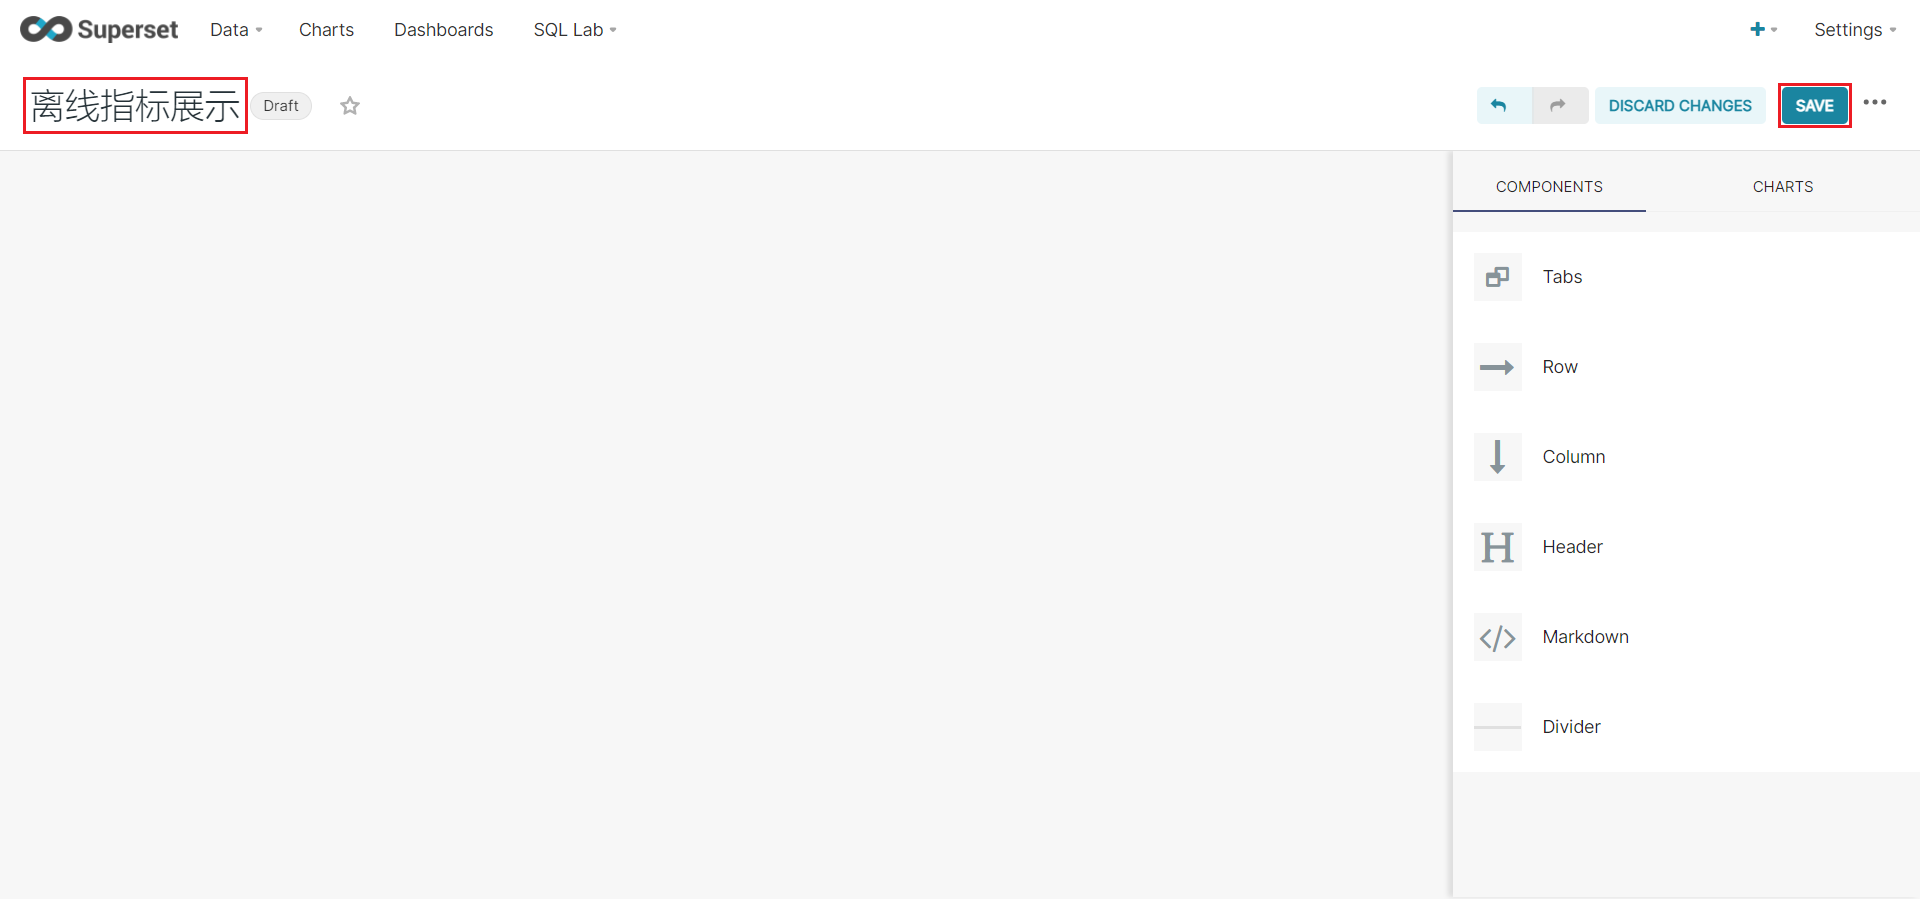 Superset Data Charts Dashboards SQL Lab Settings
离线指标展示 Draft DISCARD CHANGES SAVE
COMPONENTS CHARTS
Tabs
Row
Column
Header
Markdown
Divider